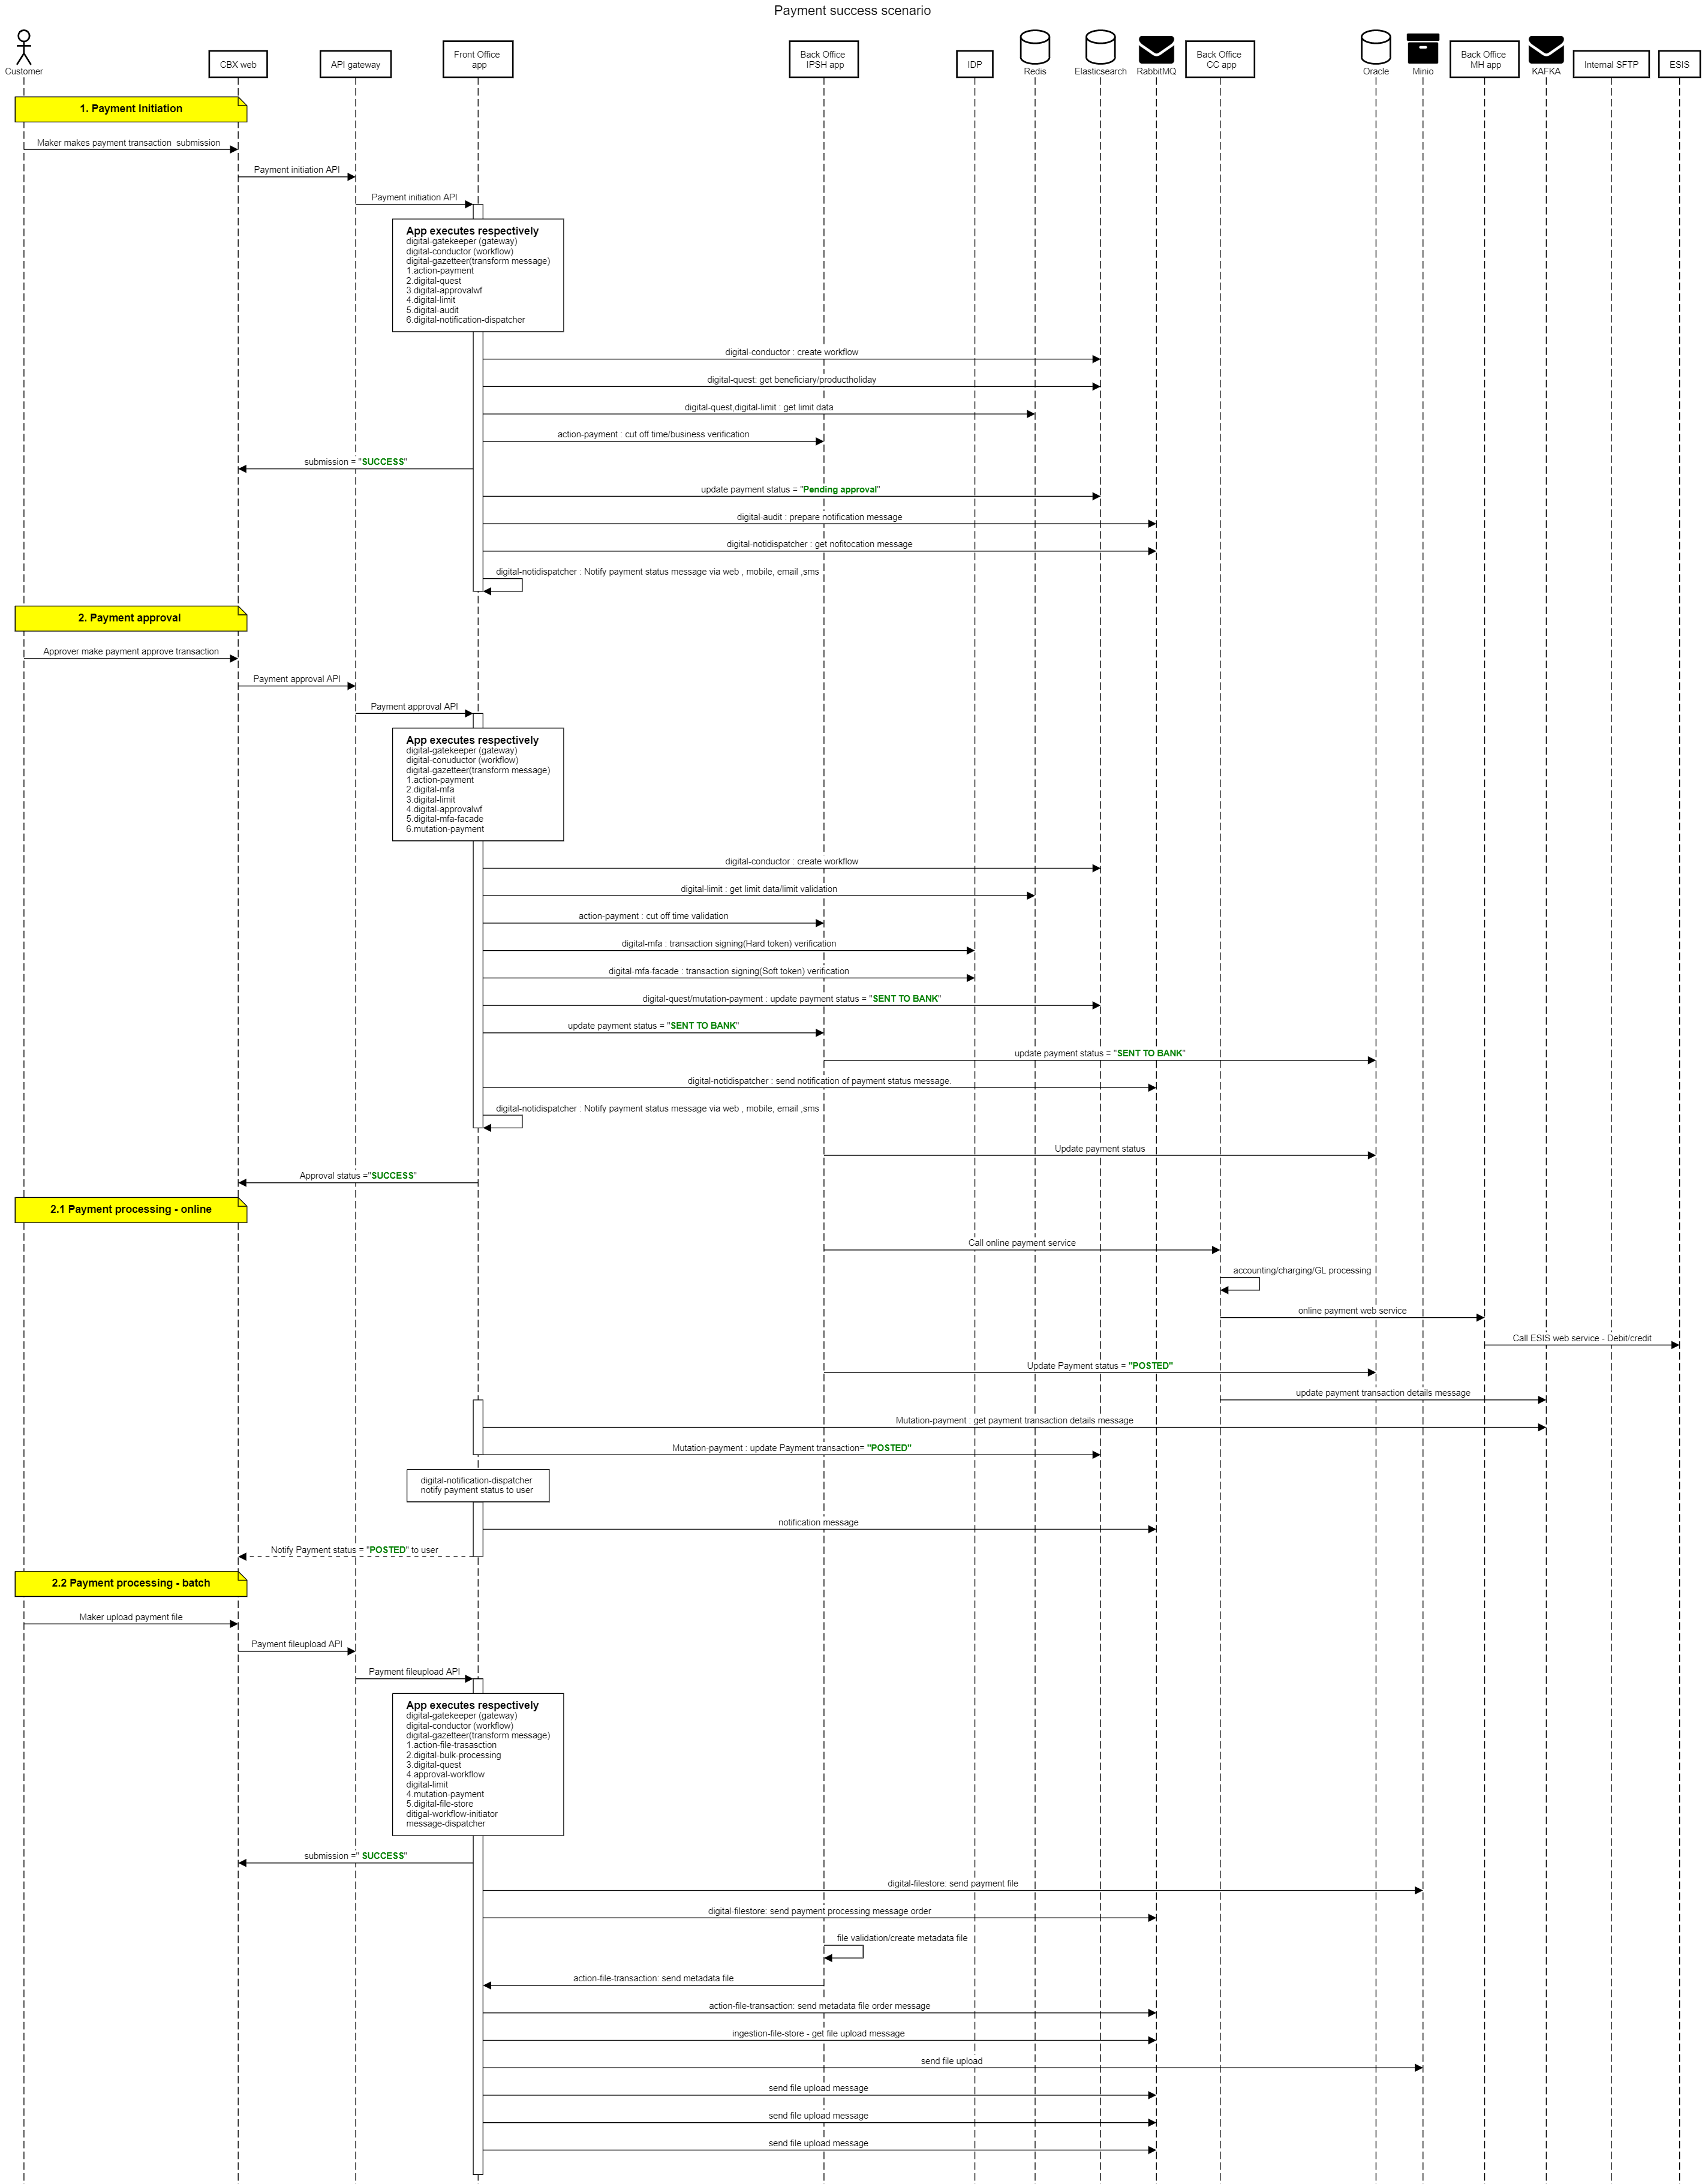 Payment success scenario
Customer
CBX web
API gateway
Front Office
app
Back Office
IPSH app
IDP
Redis
Elasticsearch
RabbitMQ
Back Office
CC app
Oracle
Minio
Back Office
MH app
KAFKA
Internal SFTP
ESIS
1. Payment Initiation
Maker makes payment transaction  submission
Payment initiation API
Payment initiation API
App executes respectively
digital-gatekeeper (gateway)
digital-conductor (workflow)
digital-gazetteer(transform message)
1.action-payment
2.digital-quest
3.digital-approvalwf
4.digital-limit
5.digital-audit
6.digital-notification-dispatcher
digital-conductor : create workflow
digital-quest: get beneficiary/productholiday
digital-quest,digital-limit : get limit data
action-payment : cut off time/business verification
submission = "SUCCESS"
update payment status = "Pending approval"
digital-audit : prepare notification message
digital-notidispatcher : get nofitocation message
digital-notidispatcher : Notify payment status message via web , mobile, email ,sms
2. Payment approval
Approver make payment approve transaction
Payment approval API
Payment approval API
App executes respectively
digital-gatekeeper (gateway)
digital-conuductor (workflow)
digital-gazetteer(transform message)
1.action-payment
2.digital-mfa
3.digital-limit
4.digital-approvalwf
5.digital-mfa-facade
6.mutation-payment
digital-conductor : create workflow
digital-limit : get limit data/limit validation
action-payment : cut off time validation
digital-mfa : transaction signing(Hard token) verification
digital-mfa-facade : transaction signing(Soft token) verification
digital-quest/mutation-payment : update payment status = "SENT TO BANK"
update payment status = "SENT TO BANK"
update payment status = "SENT TO BANK"
digital-notidispatcher : send notification of payment status message.
digital-notidispatcher : Notify payment status message via web , mobile, email ,sms
Update payment status
Approval status ="SUCCESS"
2.1 Payment processing - online
Call online payment service
accounting/charging/GL processing
online payment web service
Call ESIS web service - Debit/credit
Update Payment status = "POSTED"
update payment transaction details message
Mutation-payment : get payment transaction details message
Mutation-payment : update Payment transaction= "POSTED"
digital-notification-dispatcher
notify payment status to user
notification message
Notify Payment status = "POSTED" to user
2.2 Payment processing - batch
Maker upload payment file
Payment fileupload API
Payment fileupload API
App executes respectively
digital-gatekeeper (gateway)
digital-conductor (workflow)
digital-gazetteer(transform message)
1.action-file-trasasction
2.digital-bulk-processing
3.digital-quest
4.approval-workflow
digital-limit
4.mutation-payment
5.digital-file-store
ditigal-workflow-initiator
message-dispatcher
submission =" SUCCESS"
digital-filestore: send payment file
digital-filestore: send payment processing message order
file validation/create metadata file
action-file-transaction: send metadata file
action-file-transaction: send metadata file order message
ingestion-file-store - get file upload message
send file upload
send file upload message
send file upload message
send file upload message